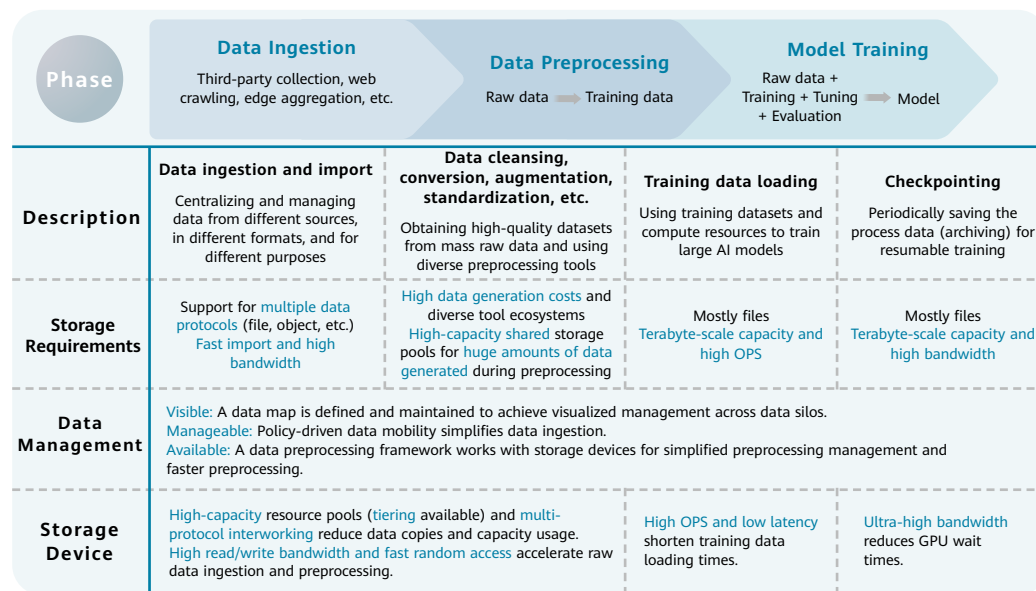 Phase
Data Ingestion
Third-party collection, web
crawling, edge aggregation, etc.
Data Preprocessing
Raw data
Training data
Model Training
Raw data +
Training + Tuning
+ Evaluation
Model
Description
Data ingestion and import
Centralizing and managing
data from different sources,
in different formats, and for
different purposes
Data cleansing,
conversion, augmentation,
standardization, etc.
Obtaining high-quality datasets
from mass raw data and using
diverse preprocessing tools
Training data loading
Using training datasets and
compute resources to train
large AI models
Checkpointing
Periodically saving the
process data (archiving) for
resumable training
Storage
Requirements
Support for multiple data
protocols (file, object, etc.)
Fast import and high
bandwidth
High data generation costs and
diverse tool ecosystems
High-capacity shared storage
pools for huge amounts of data
generated during preprocessing
Mostly files
Terabyte-scale capacity and
high OPS
Mostly files
Terabyte-scale capacity and
high bandwidth
Data
Management
Visible: A data map is defined and maintained to achieve visualized management across data silos.
Manageable: Policy-driven data mobility simplifies data ingestion.
Available: A data preprocessing framework works with storage devices for simplified preprocessing management and
faster preprocessing.
Storage
Device
High-capacity resource pools (tiering available) and multi-
protocol interworking reduce data copies and capacity usage.
High read/write bandwidth and fast random access accelerate raw
data ingestion and preprocessing.
High OPS and low latency
shorten training data
loading times.
Ultra-high bandwidth
reduces GPU wait
times.